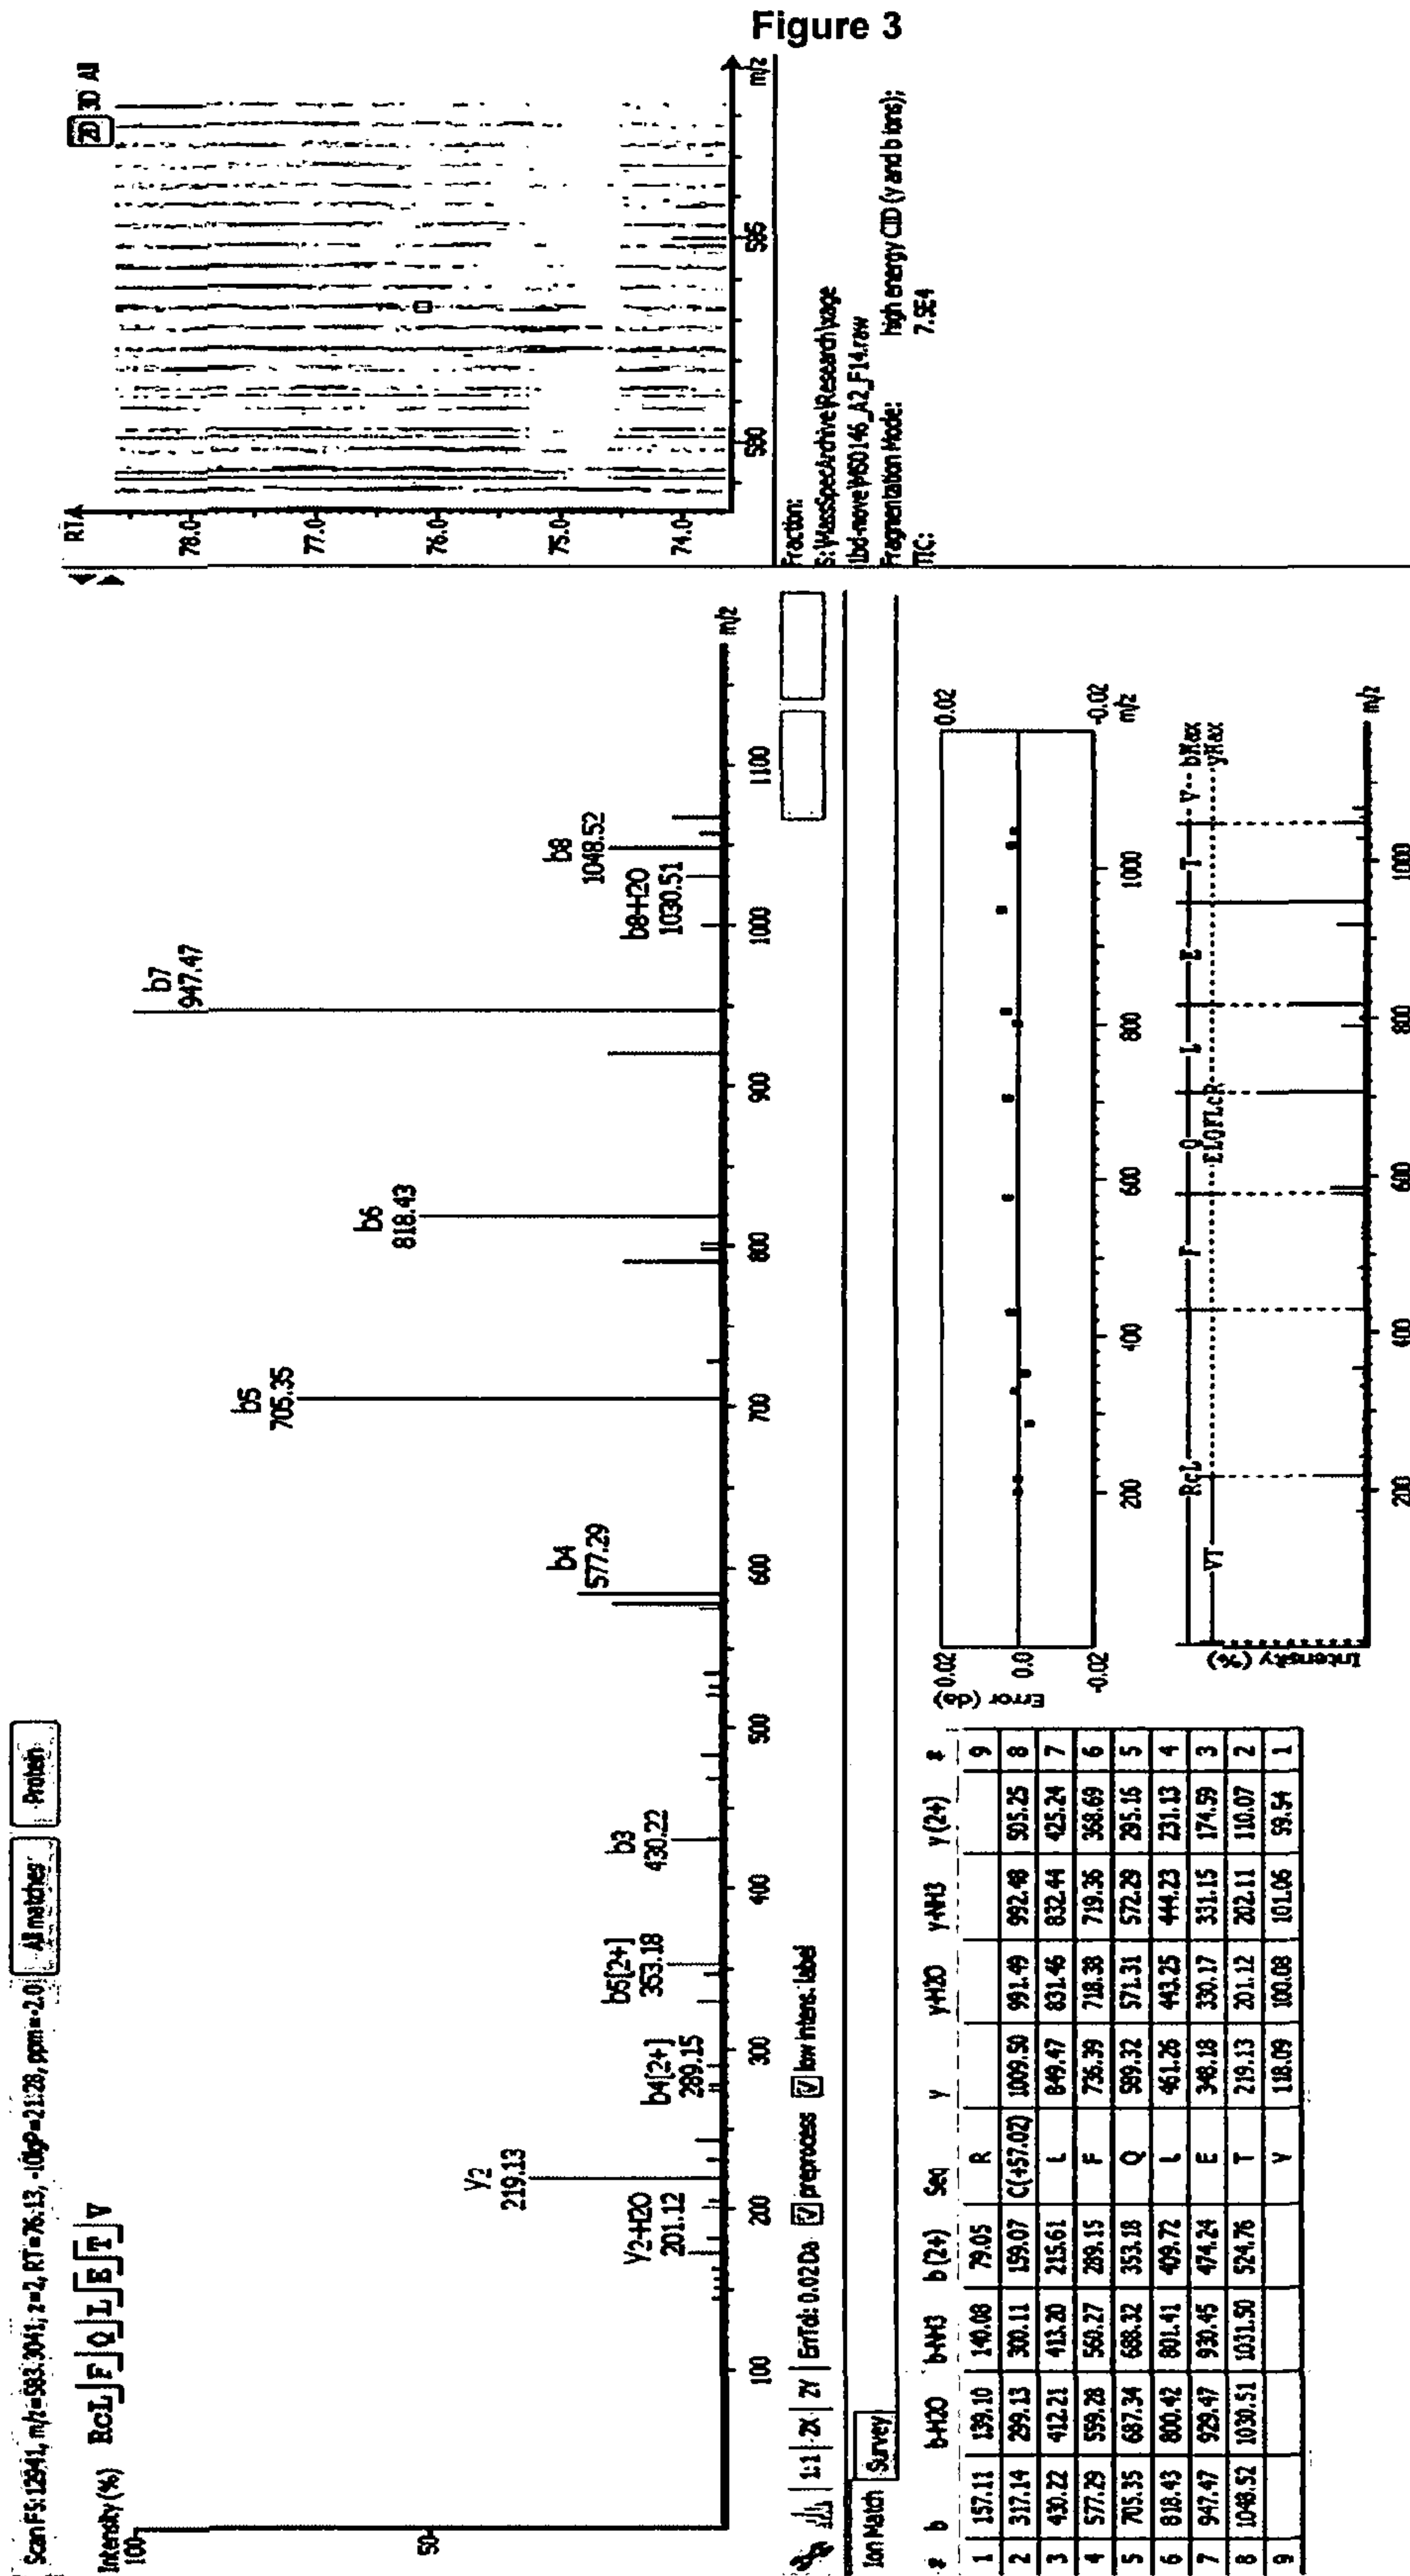 Figure 3
Scan FS:12941, m/z=583.3041, z=2, RT=76.13, -10lgP=21.28, ppm=-2.0
All matches
Protein
Intensity (%)
RcL F Q L E T V
100
50
y2-H2O
201.12
y2
219.13
b4[2+]
289.15
b5[2+]
353.18
b3
430.22
b4
577.29
b5
705.35
b6
818.43
b7
947.47
b8-H2O
1030.51
b8
1048.52
100 200 300 400 500 600 700 800 900 1000 1100 m/z
1:1 2X 2Y ErrTol: 0.02 Da preprocess low intens. label
Ion Match Survey
# b b-H2O b-NH3 b (2+) Seq y y-H2O y-NH3 y (2+) #
1 157.11 139.10 140.08 79.05 R 9
2 317.14 299.13 300.11 159.07 C(+57.02) 1009.50 991.49 992.48 505.25 8
3 430.22 412.21 413.20 215.61 L 849.47 831.46 832.44 425.24 7
4 577.29 559.28 560.27 289.15 F 736.39 718.38 719.36 368.69 6
5 705.35 687.34 688.32 353.18 Q 589.32 571.31 572.29 295.16 5
6 818.43 800.42 801.41 409.72 L 461.26 443.25 444.23 231.13 4
7 947.47 929.47 930.45 474.24 E 348.18 330.17 331.15 174.59 3
8 1048.52 1030.51 1031.50 524.76 T 219.13 201.12 202.11 110.07 2
9 V 118.09 100.08 101.06 59.54 1
Error (da)
0.02
0.0
-0.02
0.02
-0.02
200 400 600 800 1000 m/z
Intensity (%)
RcL F Q L E T V bMax
VT ELQFLcR yMax
200 400 600 800 1000 m/z
2D 3D All
RT
78.0
77.0
76.0
75.0
74.0
580 585 m/z
Fraction:
S:\MassSpecArchive\Research\page
\lbd-move\MS0146_A2_F14.raw
Fragmentation Mode: high energy CID (y and b ions);
TIC: 7.9E4